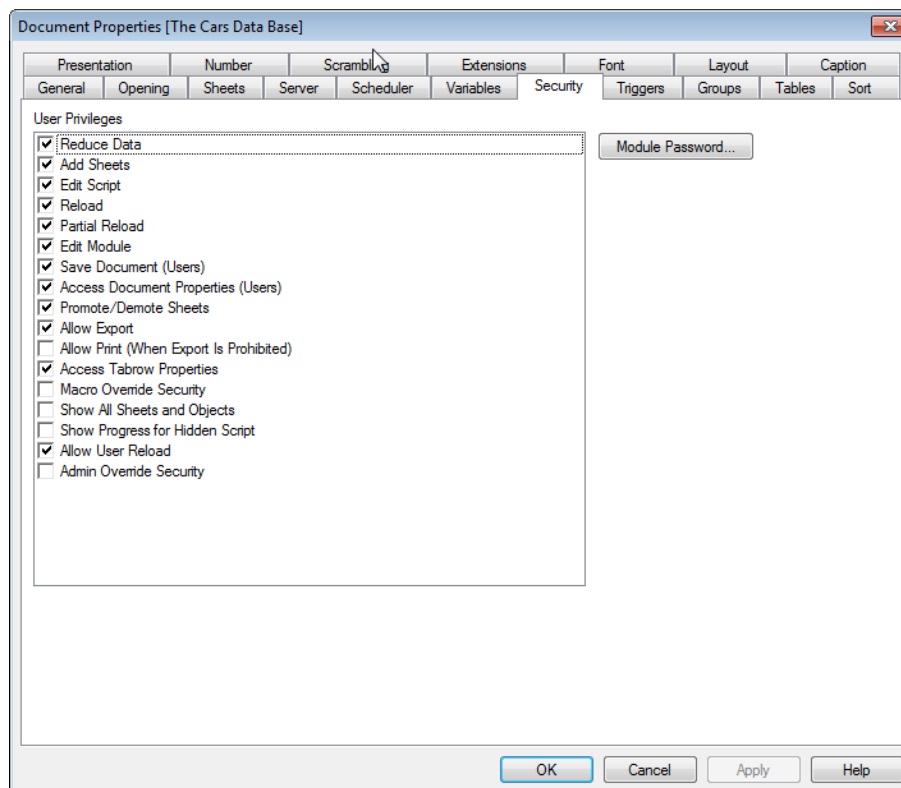 Document Properties [The Cars Data Base]
Presentation Number Scrambling Extensions Font Layout Caption
General Opening Sheets Server Scheduler Variables Security Triggers Groups Tables Sort
User Privileges
Reduce Data
Module Password...
Add Sheets
Edit Script
Reload
Partial Reload
Edit Module
Save Document (Users)
Access Document Properties (Users)
Promote/Demote Sheets
Allow Export
Allow Print (When Export Is Prohibited)
Access Tabrow Properties
Macro Override Security
Show All Sheets and Objects
Show Progress for Hidden Script
Allow User Reload
Admin Override Security
OK Cancel Apply Help